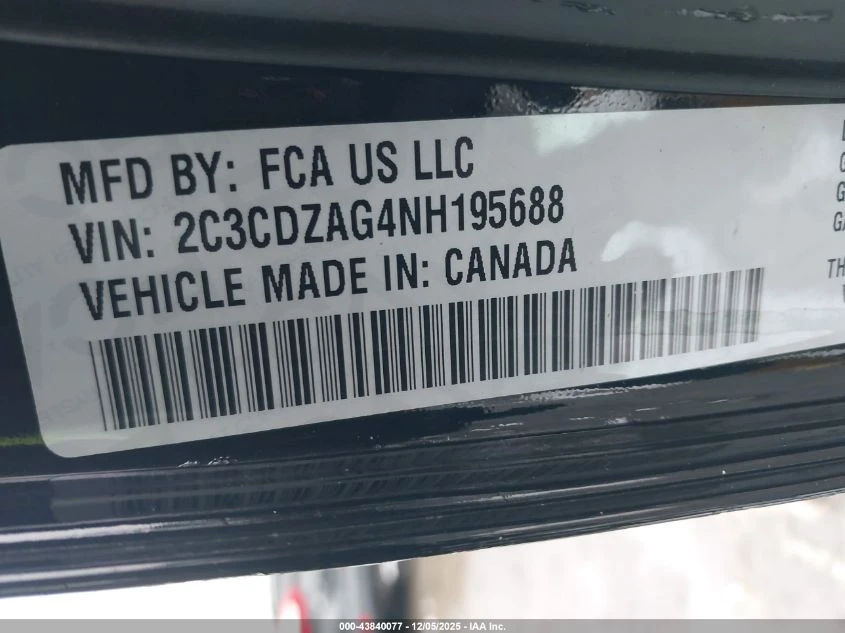 MFD BY: FCA US LLC
VIN: 2C3CDZAG4NH195688
VEHICLE MADE IN: CANADA
000-43840077 - 12/05/2025 - IAA Inc.